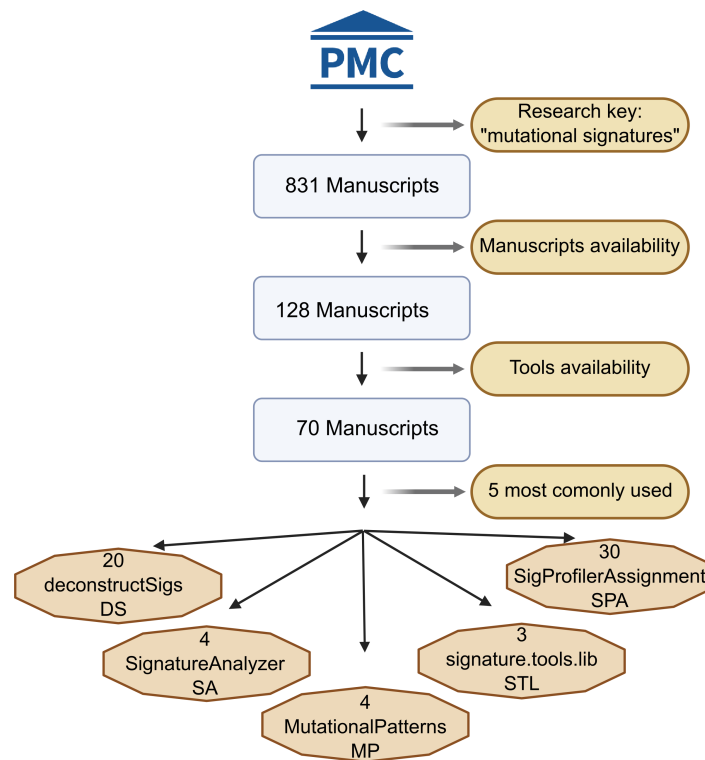 PMC
Research key:
"mutational signatures"
831 Manuscripts
Manuscripts availability
128 Manuscripts
Tools availability
70 Manuscripts
5 most comonly used
20
deconstructSigs
DS
30
SigProfilerAssignment
SPA
4
SignatureAnalyzer
SA
3
signature.tools.lib
STL
4
MutationalPatterns
MP